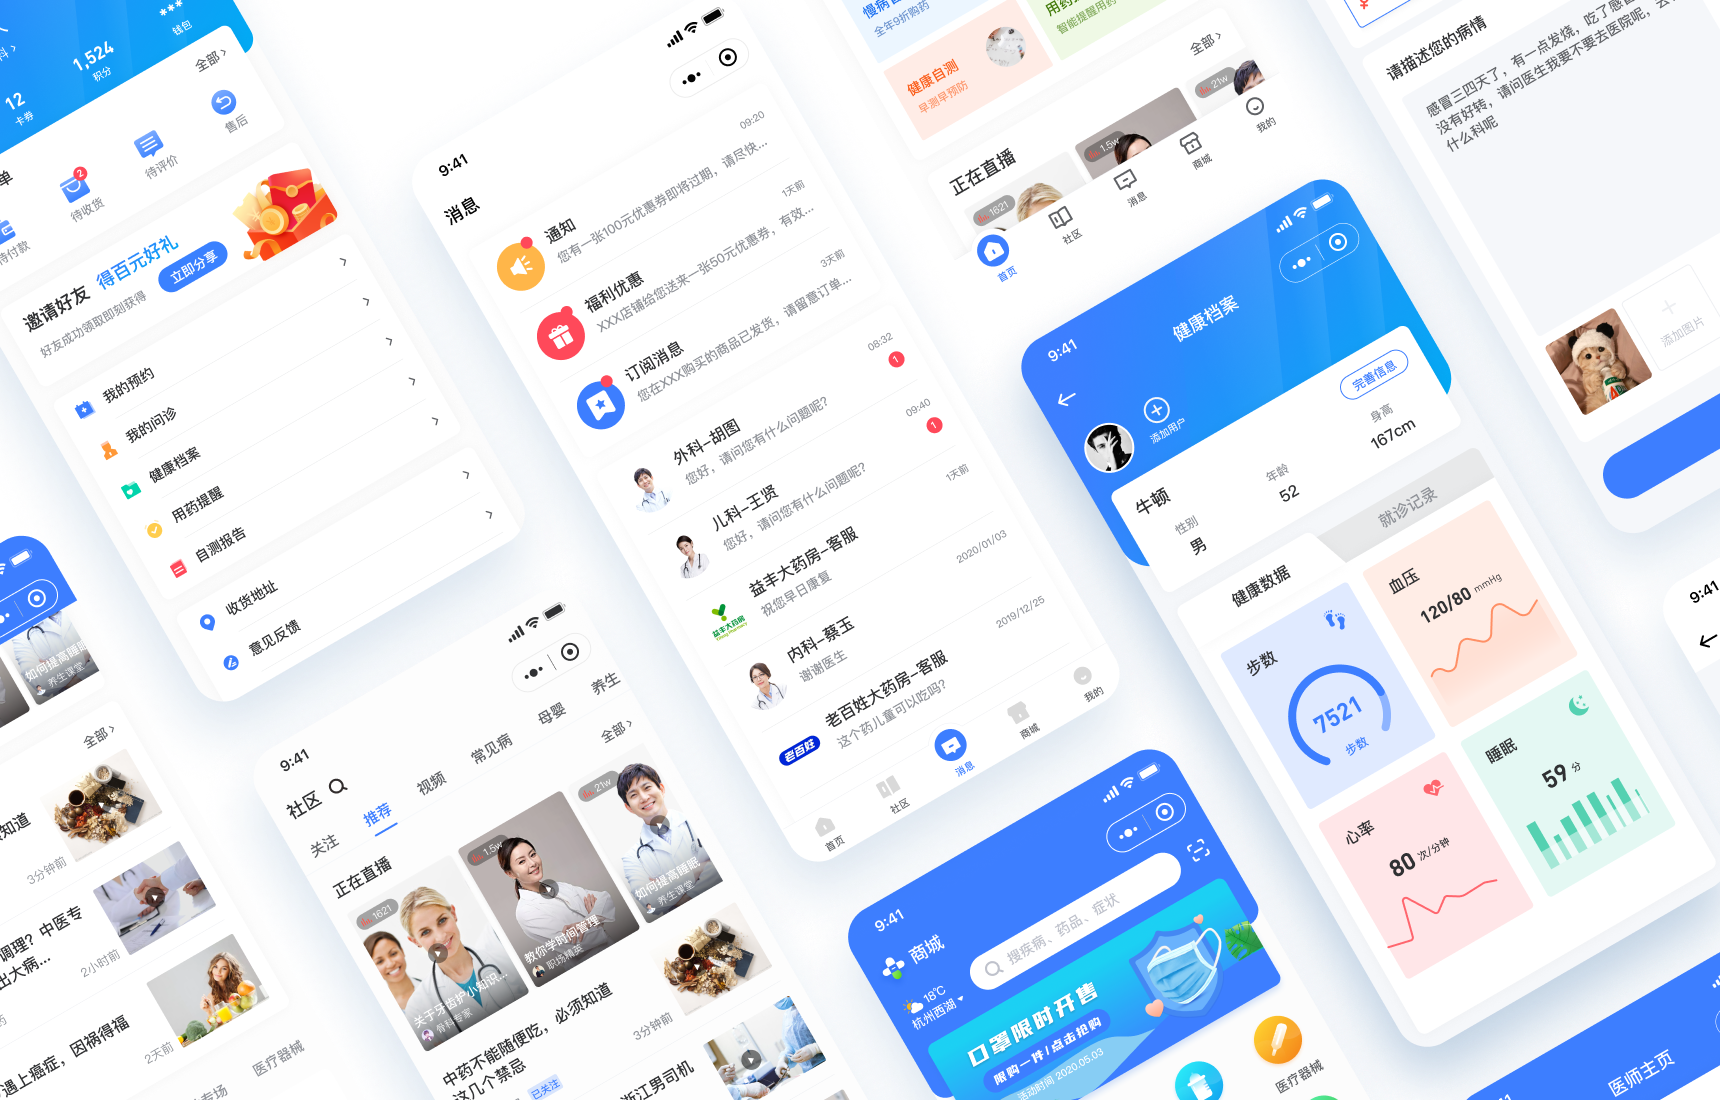 料 >
1,524
积分
钱包
12
卡券
全部 >
单
待付款
2
待收货
待评价
售后
邀请好友 得百元好礼
好友成功领取即刻获得
立即分享
我的预约
我的问诊
健康档案
用药提醒
自测报告
收货地址
意见反馈
9:41
消息
通知
09:20
您有一张100元优惠券即将过期，请尽快...
福利优惠
1天前
XXX店铺给您送来一张50元优惠券，有效...
订阅消息
3天前
您在XXX购买的商品已发货，请留意订单...
外科-胡图
08:32
您好，请问您有什么问题呢？
1
儿科-王贤
09:40
您好，请问您有什么问题呢？
1
益丰大药房-客服
1天前
祝您早日康复
益丰大药房
内科-蔡玉
2020/01/03
谢谢医生
老百姓大药房-客服
2019/12/25
这个药儿童可以吃吗？
老百姓
首页
社区
消息
商城
我的
全年9折购药
智能提醒用药
健康自测
早测早预防
正在直播
全部 >
1621
1.5w
21w
首页
社区
消息
商城
我的
请描述您的病情
感冒三四天了，有一点发烧，吃了感冒
没有好转，请问医生我要不要去医院呢，去
什么科呢
添加图片
9:41
健康档案
添加用户
完善信息
牛顿
性别
男
年龄
52
身高
167cm
健康数据
就诊记录
步数
7521
步数
血压
120/80 mmHg
心率
80 次/分钟
睡眠
59 分
9:41
医师主页
如何提高睡眠
养生课堂
全部 >
知道
3分钟前
调理？中医专
出大病...
2小时前
遇上癌症，因祸得福
2天前
专场
医疗器械
9:41
社区
关注
推荐
视频
常见病
母婴
养生
正在直播
全部 >
1621
关于牙齿护小知识...
骨科专家
1.5w
教你学时间管理
职场精英
21w
如何提高睡眠
养生课堂
中药不能随便吃，必须知道
这几个禁忌
已关注
3分钟前
浙江男司机
9:41
商城
18℃
杭州西湖
搜疾病、药品、症状
口罩限时开售
限购一件/点击抢购
活动时间 2020.05.03
医疗器械